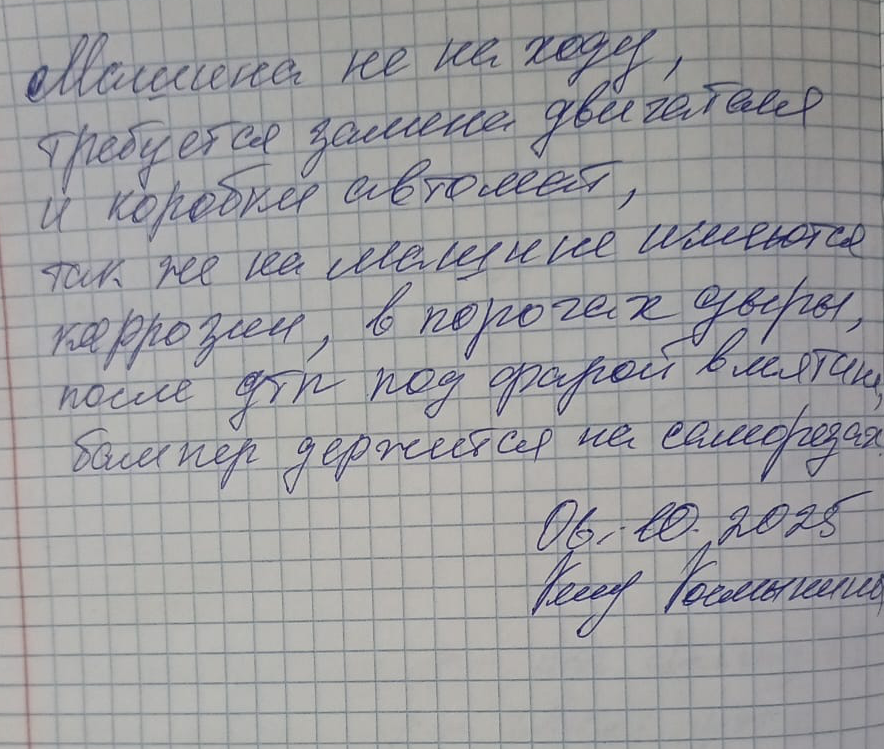 Машина не на ходу,
требуется замена двигателя
и коробки автомат,
так же на машине имеются
каррозии, в порогах дыры,
после дтп под фарой вмятина,
бампер держится на саморезах.
06.10.2025